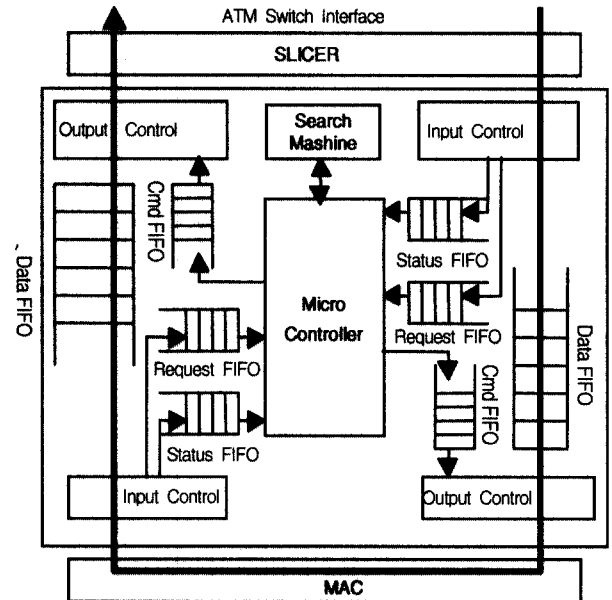 ATM Switch Interface
SLICER
Output Control
Search
Mashine
Input Control
Cmd FIFO
Status FIFO
Data FIFO
Micro
Controller
Request FIFO
Request FIFO
Data FIFO
Cmd FIFO
Status FIFO
Input Control
Output Control
MAC